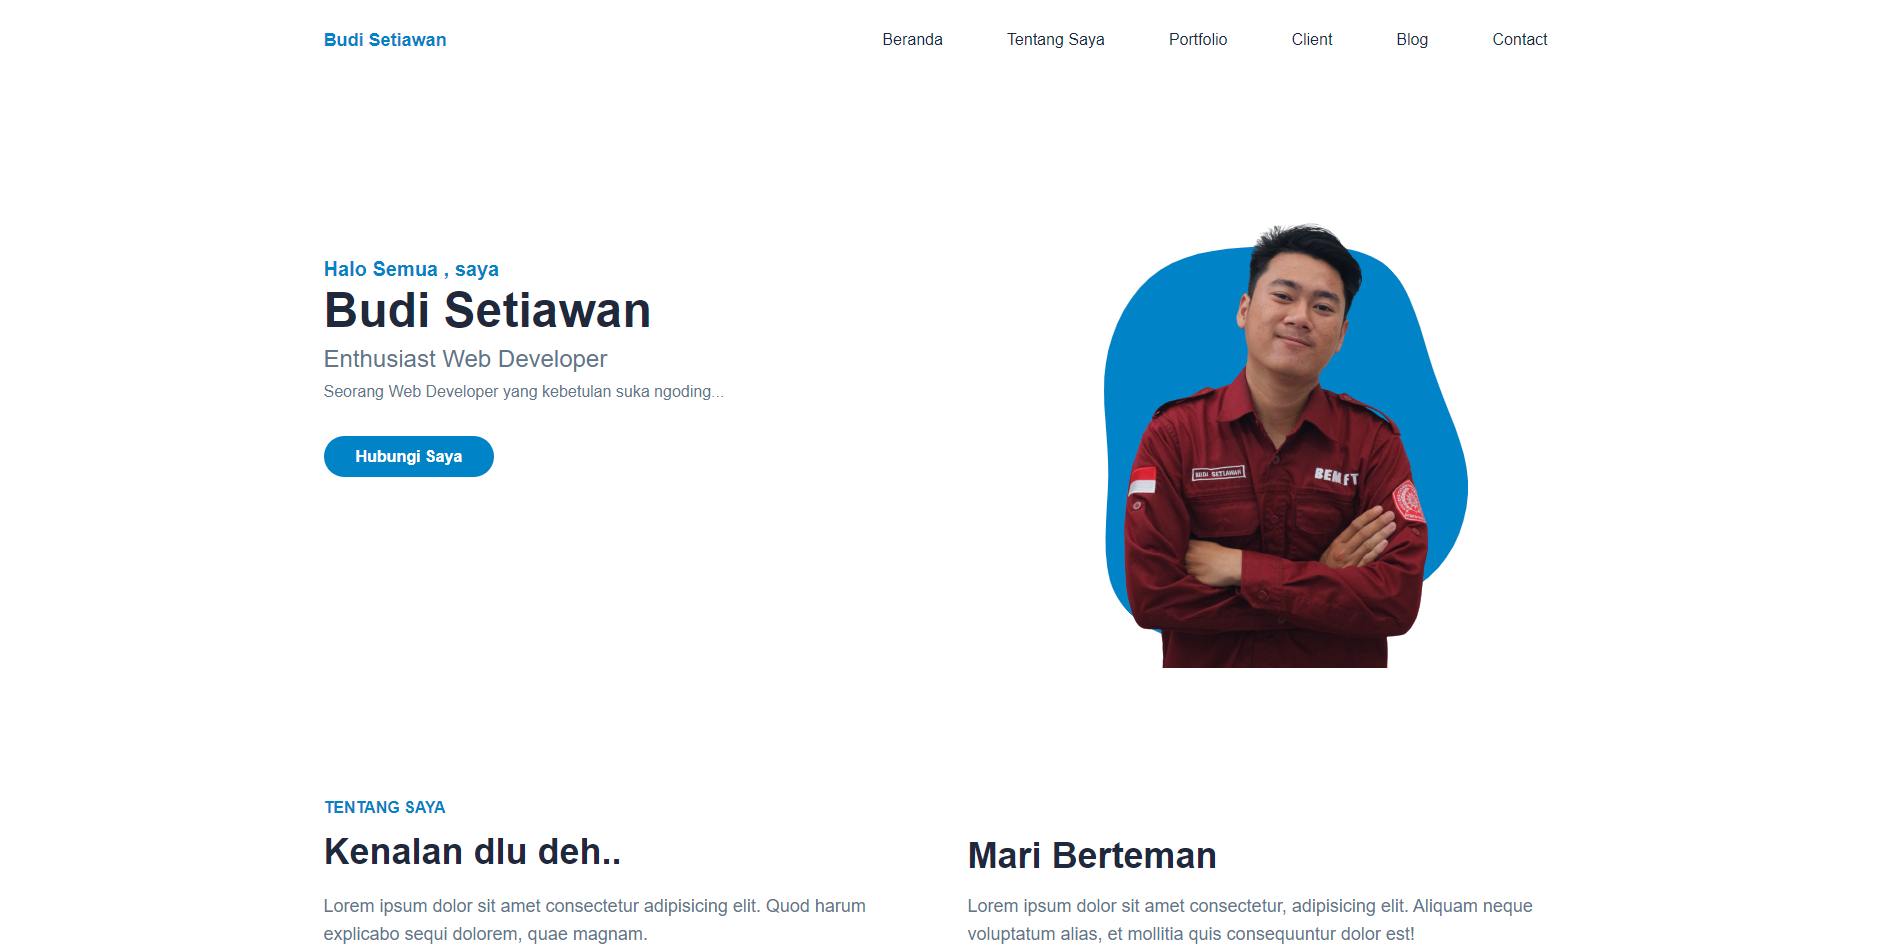 Budi Setiawan
Beranda Tentang Saya Portfolio Client Blog Contact
Halo Semua , saya
Budi Setiawan
Enthusiast Web Developer
Seorang Web Developer yang kebetulan suka ngoding...
Hubungi Saya
BUDI SETIAWAN
BEM FT
TENTANG SAYA
Kenalan dlu deh..
Lorem ipsum dolor sit amet consectetur adipisicing elit. Quod harum
explicabo sequi dolorem, quae magnam.
Mari Berteman
Lorem ipsum dolor sit amet consectetur, adipisicing elit. Aliquam neque
voluptatum alias, et mollitia quis consequuntur dolor est!